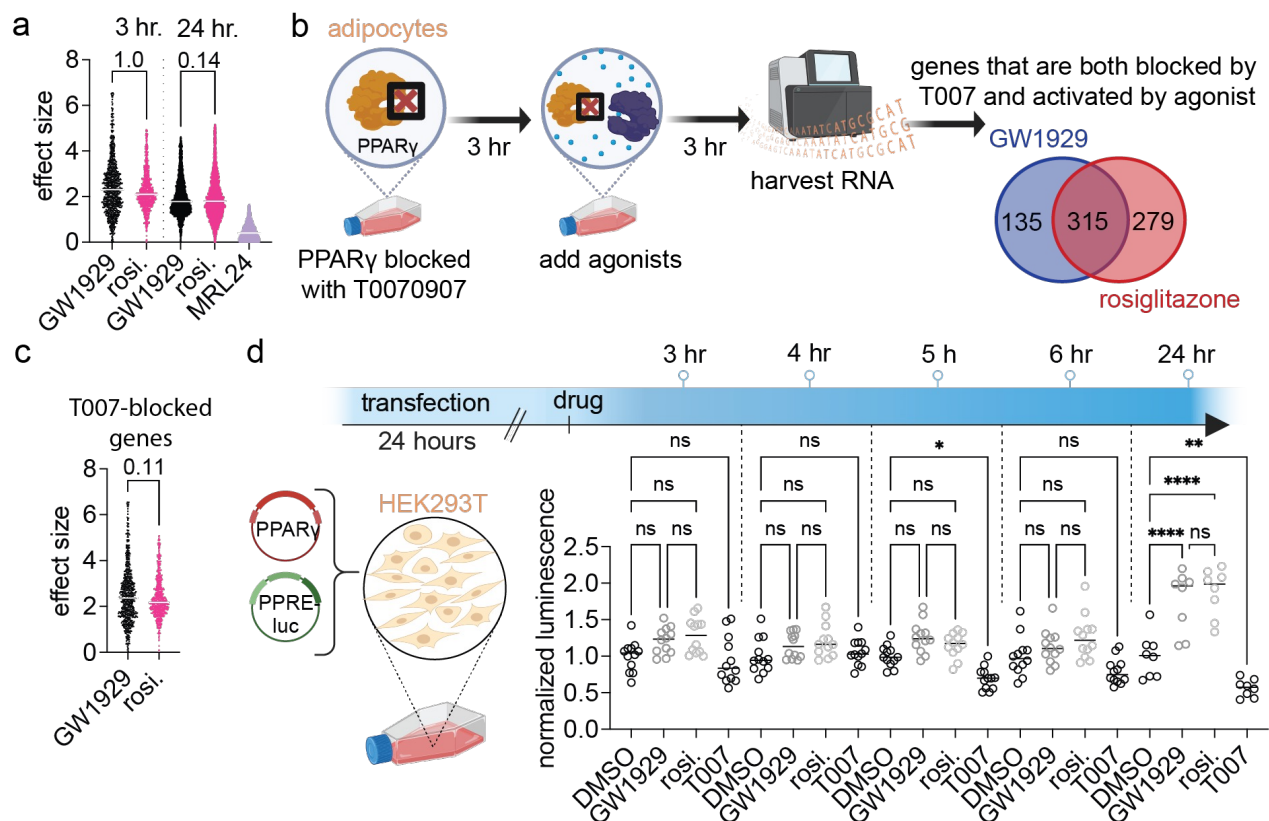 a
3 hr.
24 hr.
1.0
0.14
8
6
4
2
0
effect size
GW1929
rosi.
GW1929
rosi.
MRL24
b
adipocytes
PPARγ
3 hr
3 hr
PPARγ blocked
with T0070907
add agonists
harvest RNA
genes that are both blocked by
T007 and activated by agonist
GW1929
135
315
279
rosiglitazone
c
T007-blocked
genes
0.11
8
6
4
2
0
effect size
GW1929
rosi.
d
3 hr
4 hr
5 h
6 hr
24 hr
transfection
drug
24 hours
PPARγ
PPRE-
luc
HEK293T
ns
ns
*
ns
**
ns
ns
ns
ns
****
ns
ns
ns
ns
ns
ns
ns
ns
****
ns
2.5
2.0
1.5
1.0
0.5
0.0
normalized luminescence
DMSO
GW1929
rosi.
T007
DMSO
GW1929
rosi.
T007
DMSO
GW1929
rosi.
T007
DMSO
GW1929
rosi.
T007
DMSO
GW1929
rosi.
T007